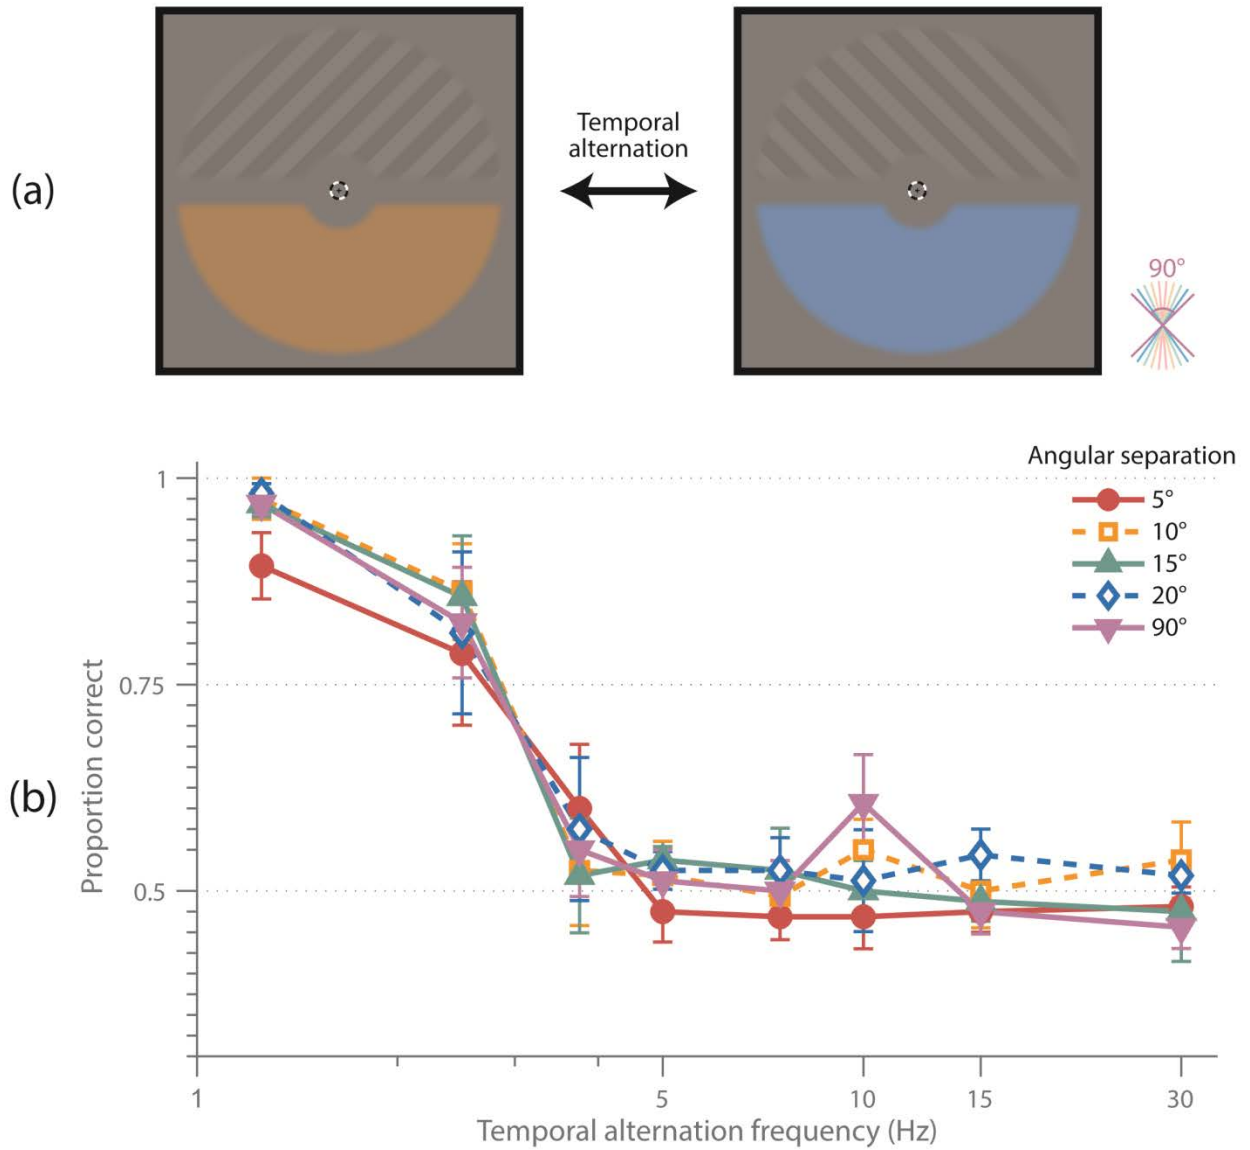 (a)
Temporal
alternation
90°
(b)
Angular separation
5°
10°
15°
20°
90°
Proportion correct
1
0.75
0.5
1
5
10
15
30
Temporal alternation frequency (Hz)